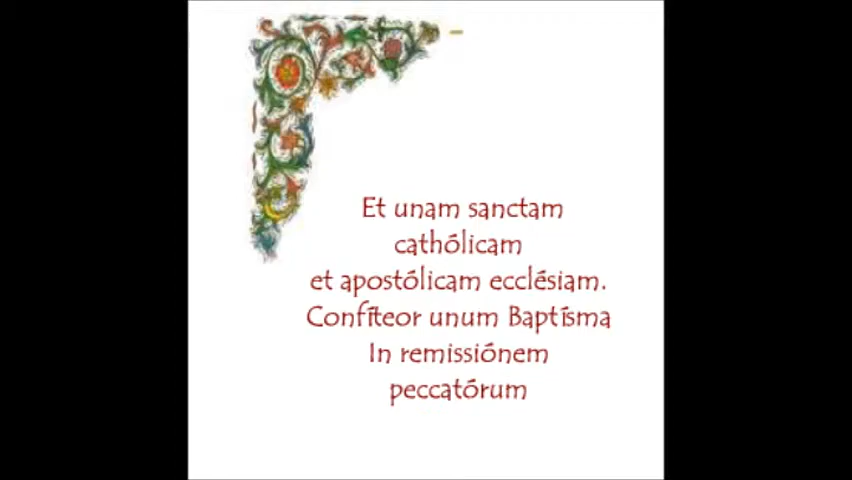 Et unam sanctam
cathólicam
et apostólicam ecclésiam.
Confíteor unum Baptísma
In remissiónem
peccatórum